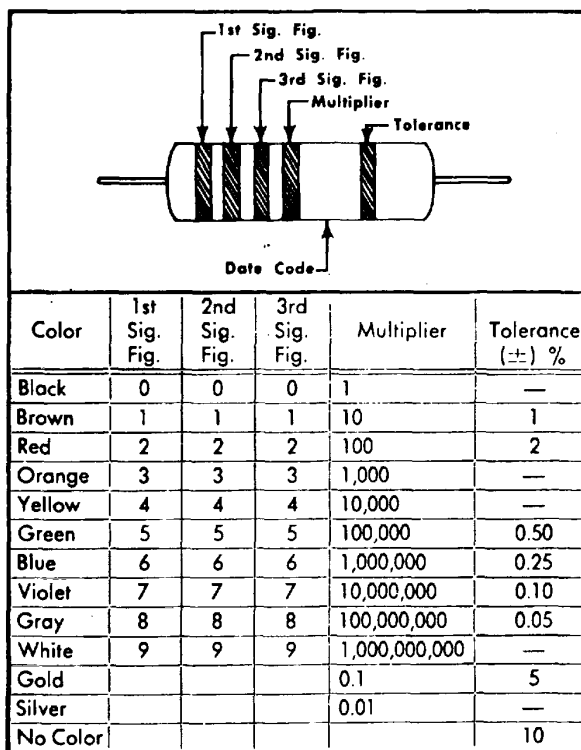 1st Sig. Fig.
2nd Sig. Fig.
3rd Sig. Fig.
Multiplier
Tolerance
Date Code
Color 1st Sig. Fig. 2nd Sig. Fig. 3rd Sig. Fig. Multiplier Tolerance (±) %
Black 0 0 0 1 —
Brown 1 1 1 10 1
Red 2 2 2 100 2
Orange 3 3 3 1,000 —
Yellow 4 4 4 10,000 —
Green 5 5 5 100,000 0.50
Blue 6 6 6 1,000,000 0.25
Violet 7 7 7 10,000,000 0.10
Gray 8 8 8 100,000,000 0.05
White 9 9 9 1,000,000,000 —
Gold 0.1 5
Silver 0.01 —
No Color 10